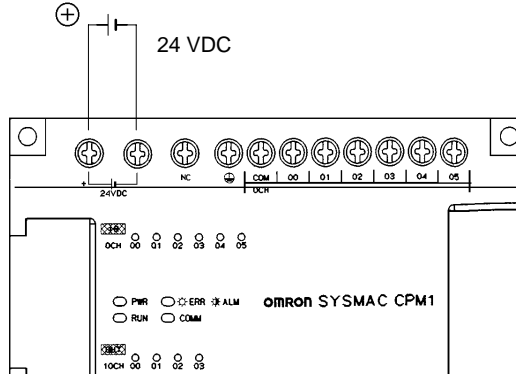 24 VDC
NC COM 00 01 02 03 04 05
24VDC 0CH
0CH 00 01 02 03 04 05
PWR ERR ALM
RUN COMM
OMRON SYSMAC CPM1
10CH 00 01 02 03